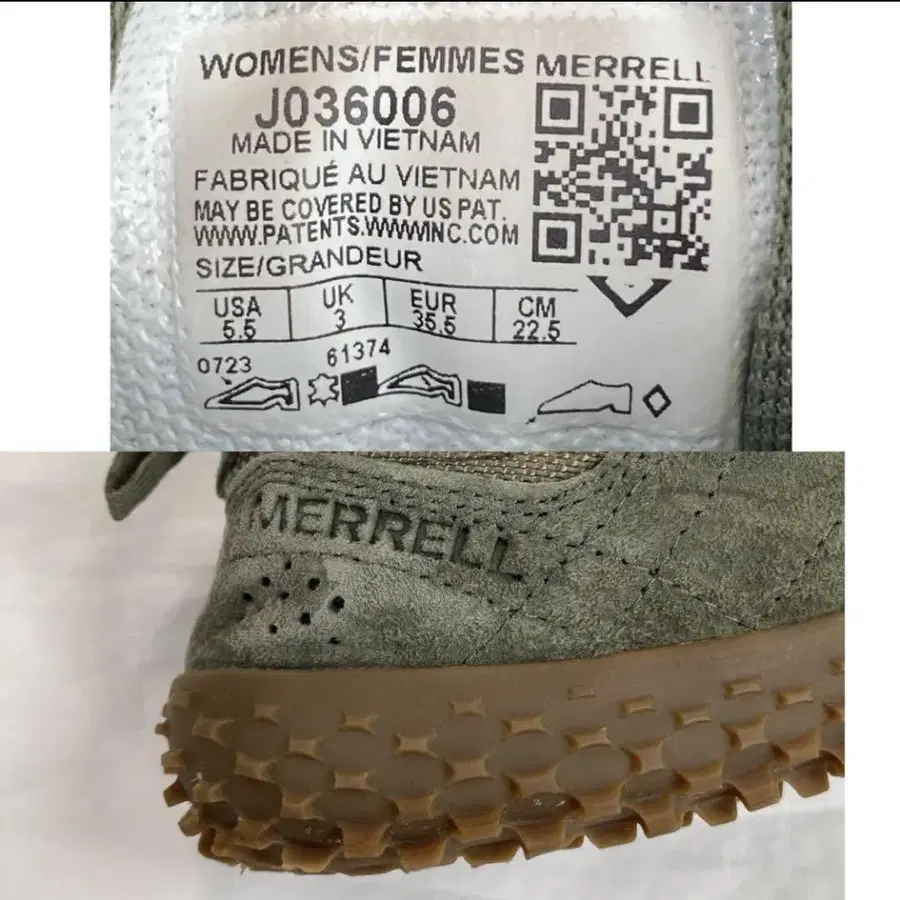 WOMENS/FEMMES MERRELL
J036006
MADE IN VIETNAM
FABRIQUÉ AU VIETNAM
MAY BE COVERED BY US PAT.
WWW.PATENTS.WWWINC.COM
SIZE/GRANDEUR
USA UK EUR CM
5.5 3 35.5 22.5
0723 61374
MERRELL